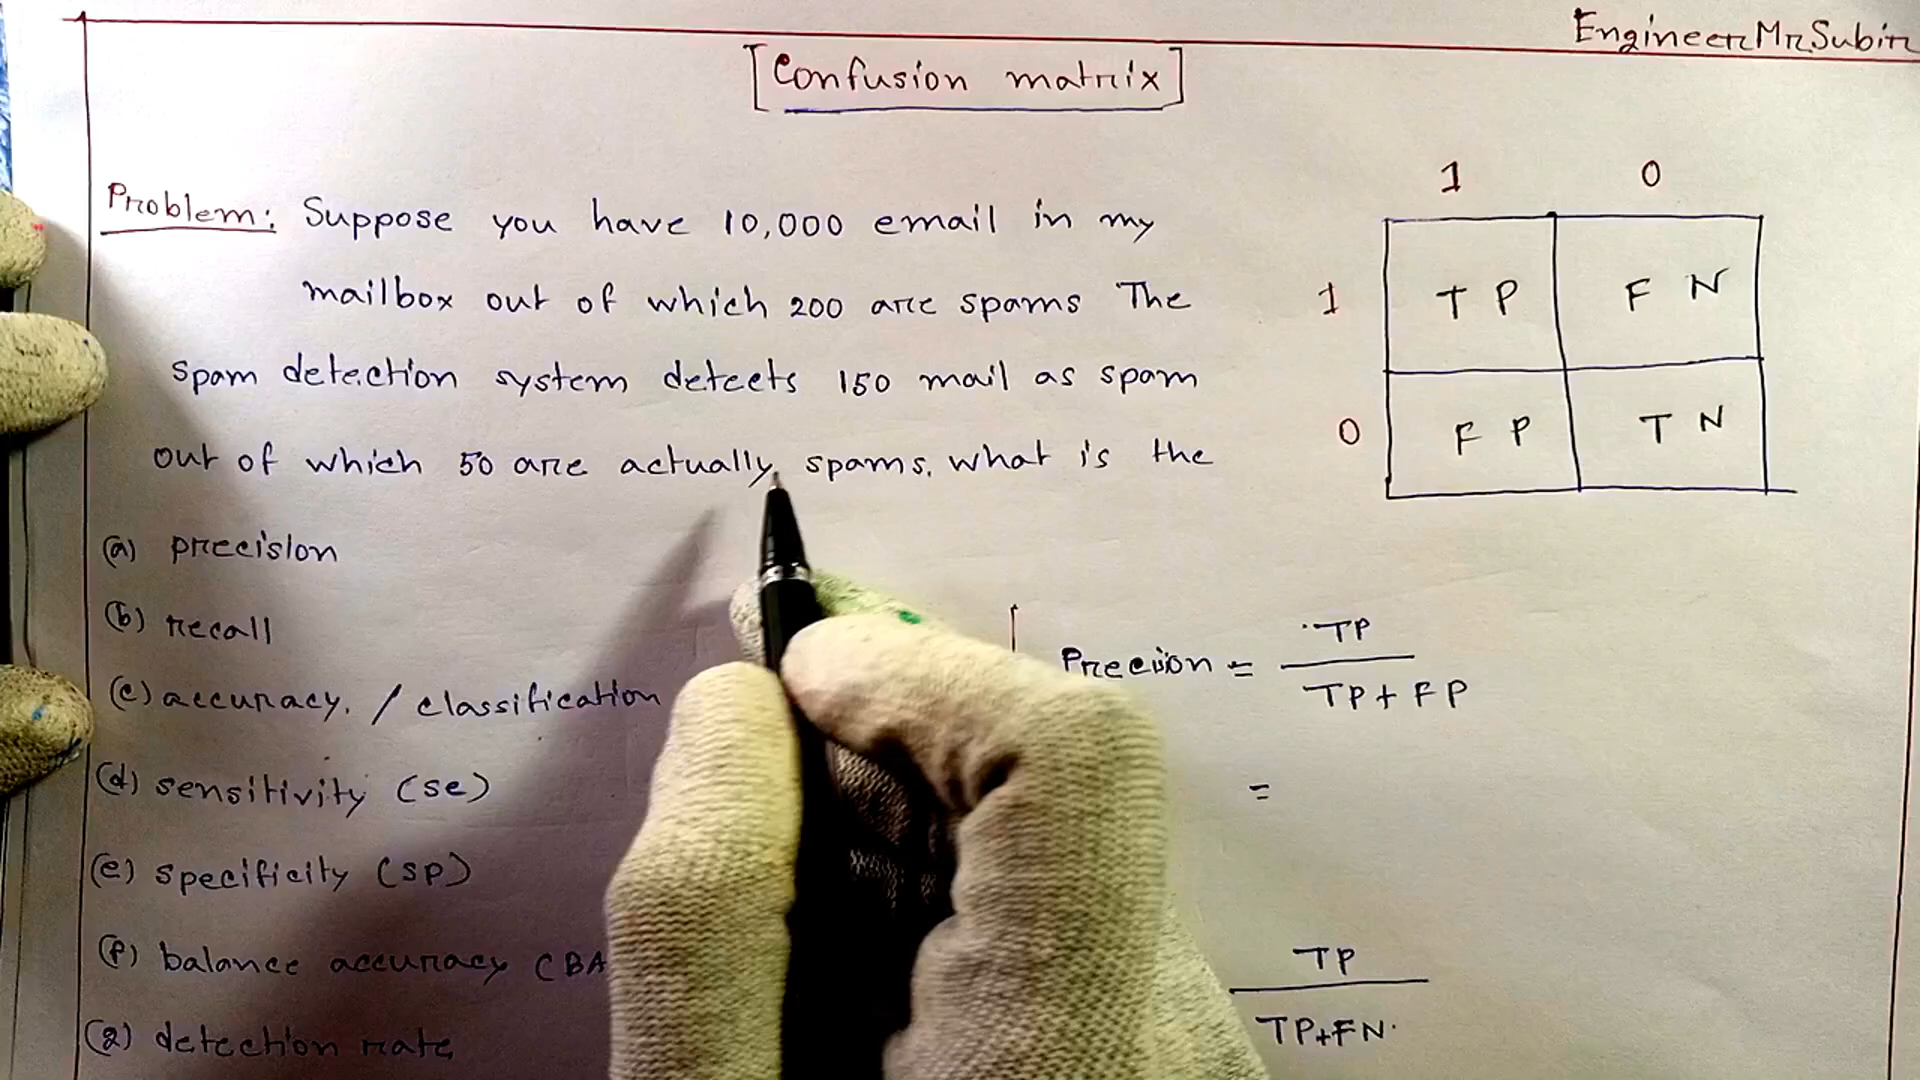 EngineerMr.Subir
[Confusion matrix]
Problem: Suppose you have 10,000 email in my
mailbox out of which 200 are spams The
spam detection system detects 150 mail as spam
out of which 50 are actually spams. what is the
(a) precision
(b) recall
(c) accuracy. / classification
(d) sensitivity (se)
(e) specificity (sp)
(f) balance accuracy (BA
(g) detection rate
1 0
1 TP FN
0 FP TN
Precision = TP
TP + FP
=
TP
TP+FN.